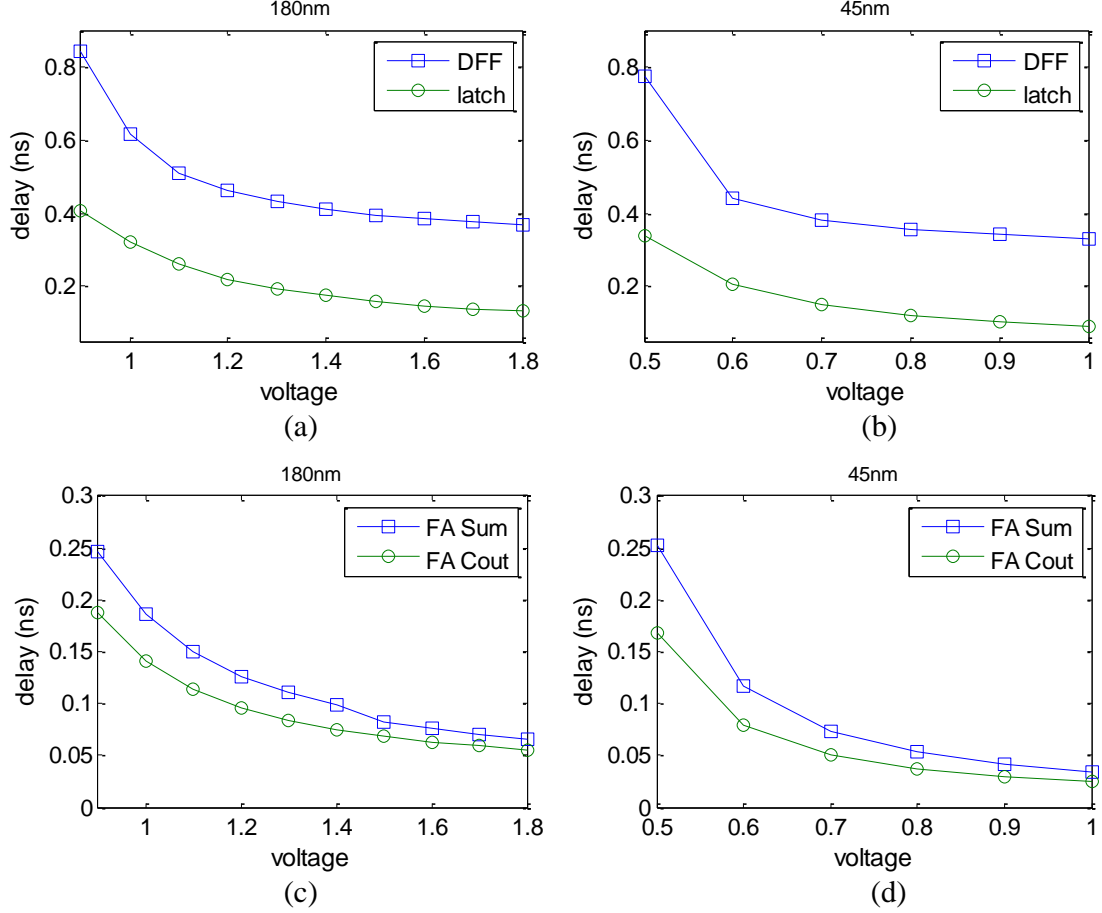 180nm
45nm
0.8
0.6
0.4
0.2
delay (ns)
DFF
latch
1
1.2
1.4
1.6
1.8
voltage
(a)
0.8
0.6
0.4
0.2
delay (ns)
DFF
latch
0.5
0.6
0.7
0.8
0.9
1
voltage
(b)
180nm
0.3
0.25
0.2
0.15
0.1
0.05
0
delay (ns)
FA Sum
FA Cout
1
1.2
1.4
1.6
1.8
voltage
(c)
45nm
0.3
0.25
0.2
0.15
0.1
0.05
0
delay (ns)
FA Sum
FA Cout
0.5
0.6
0.7
0.8
0.9
1
voltage
(d)